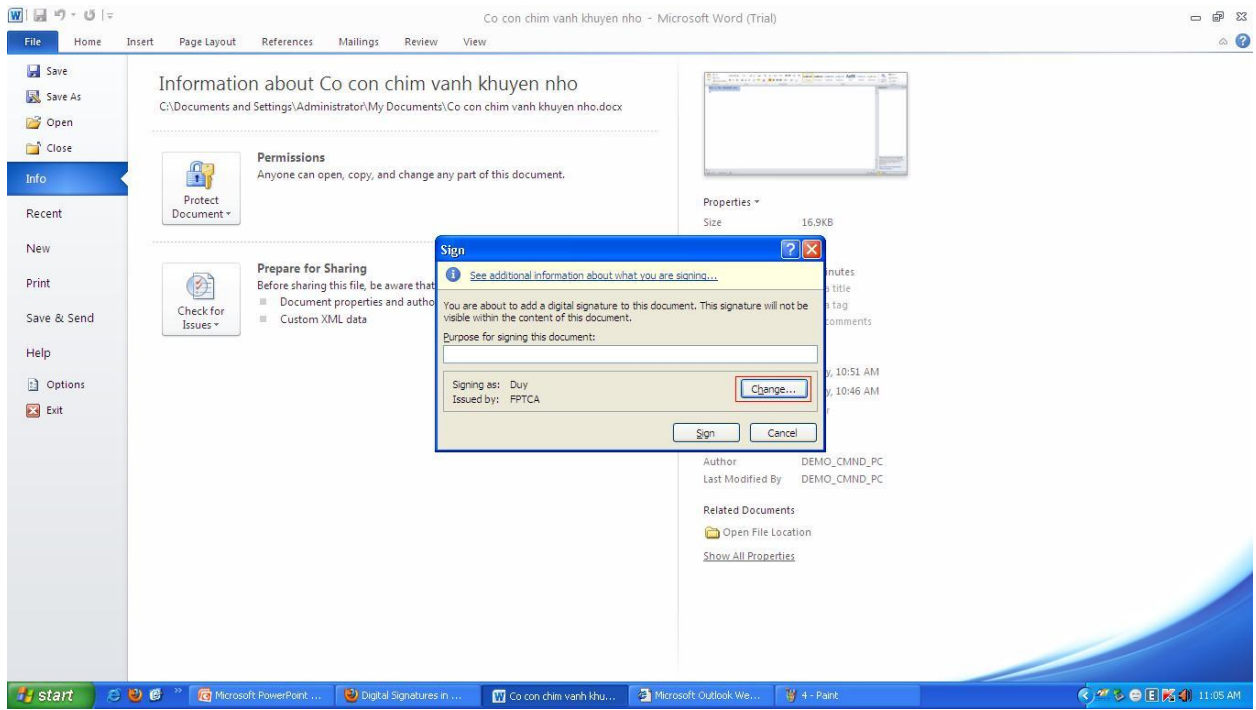 Co con chim vanh khuyen nho - Microsoft Word (Trial)
File Home Insert Page Layout References Mailings Review View
Save
Save As
Open
Close
Info
Recent
New
Print
Save & Send
Help
Options
Exit
Information about Co con chim vanh khuyen nho
C:\Documents and Settings\Administrator\My Documents\Co con chim vanh khuyen nho.docx
Protect
Document
Permissions
Anyone can open, copy, and change any part of this document.
Check for
Issues
Prepare for Sharing
Before sharing this file, be aware that
Document properties and autho
Custom XML data
Sign
See additional information about what you are signing...
You are about to add a digital signature to this document. This signature will not be
visible within the content of this document.
Purpose for signing this document:
Signing as: Duy
Issued by: FPTCA
Change...
Sign Cancel
Properties
Size 16.9KB
inutes
a title
a tag
comments
y, 10:51 AM
y, 10:46 AM
r
Author DEMO_CMND_PC
Last Modified By DEMO_CMND_PC
Related Documents
Open File Location
Show All Properties
start
Microsoft PowerPoint ...
Digital Signatures in ...
Co con chim vanh khu...
Microsoft Outlook We...
4 - Paint
E
11:05 AM